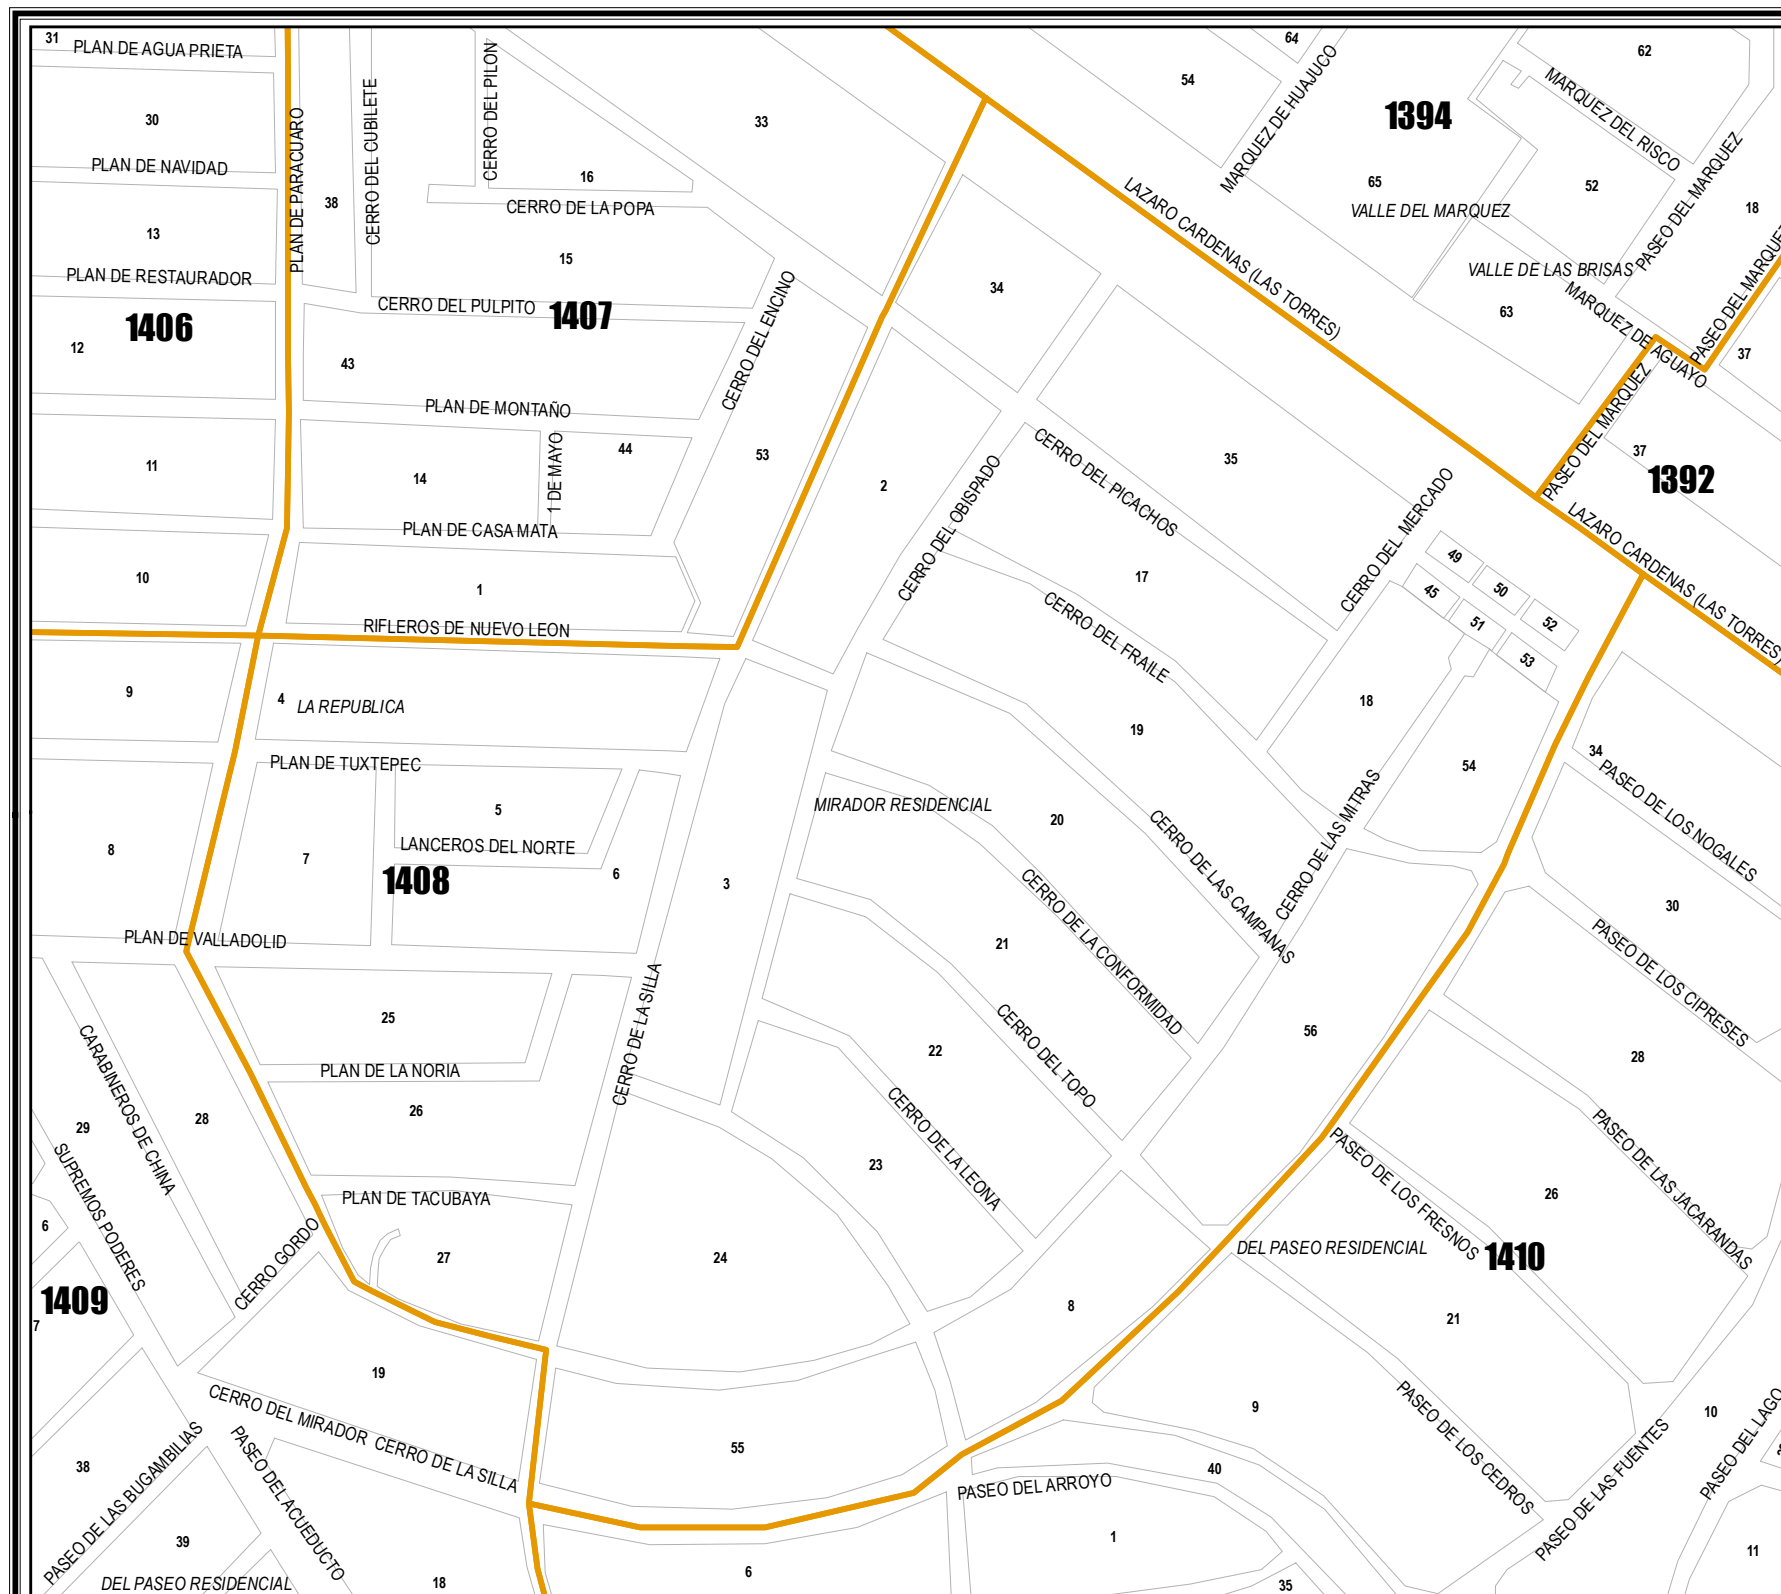 31
PLAN DE AGUA PRIETA
30
PLAN DE NAVIDAD
13
PLAN DE RESTAURADOR
1406
12
11
10
9
8
PLAN DE PARACUARO
38
CERRO DEL CUBILETE
CERRO DEL PILON
33
16
CERRO DE LA POPA
15
CERRO DEL PULPITO
1407
43
PLAN DE MONTAÑO
44
14
1 DE MAYO
PLAN DE CASA MATA
1
RIFLEROS DE NUEVO LEON
CERRO DEL ENCINO
53
54
64
MARQUEZ DE HUAJUCO
1394
62
MARQUEZ DEL RISCO
65
52
VALLE DEL MARQUEZ
PASEO DEL MARQUEZ
18
VALLE DE LAS BRISAS
63
MARQUEZ DE AGUAYO
PASEO DEL MARQUEZ
37
PASEO DEL MARQUEZ
37
1392
LAZARO CARDENAS (LAS TORRES)
LAZARO CARDENAS (LAS TORRES)
34
2
35
CERRO DEL PICACHOS
CERRO DEL OBISPADO
17
CERRO DEL MERCADO
49
50
52
45
51
53
CERRO DEL FRAILE
18
19
54
4
LA REPUBLICA
PLAN DE TUXTEPEC
5
LANCEROS DEL NORTE
7
1408
6
3
PLAN DE VALLADOLID
MIRADOR RESIDENCIAL
20
CERRO DE LAS CAMPANAS
CERRO DE LAS MITRAS
CERRO DE LA CONFORMIDAD
21
56
34
PASEO DE LOS NOGALES
30
PASEO DE LOS CIPRESES
28
25
PLAN DE LA NORIA
26
CERRO DE LA SILLA
22
CERRO DEL TOPO
CERRO DE LA LEONA
23
CARABINEROS DE CHINA
28
29
SUPREMOS PODERES
6
1409
7
PLAN DE TACUBAYA
27
CERRO GORDO
24
PASEO DE LOS FRESNOS
26
PASEO DE LAS JACARANDAS
DEL PASEO RESIDENCIAL
1410
21
8
19
CERRO DEL MIRADOR
CERRO DE LA SILLA
55
9
PASEO DE LOS CEDROS
10
PASEO DEL LAGO
PASEO DE LAS FUENTES
38
PASEO DE LAS BUGAMBILIAS
PASEO DEL ACUEDUCTO
39
DEL PASEO RESIDENCIAL
18
6
PASEO DEL ARROYO
40
1
35
11